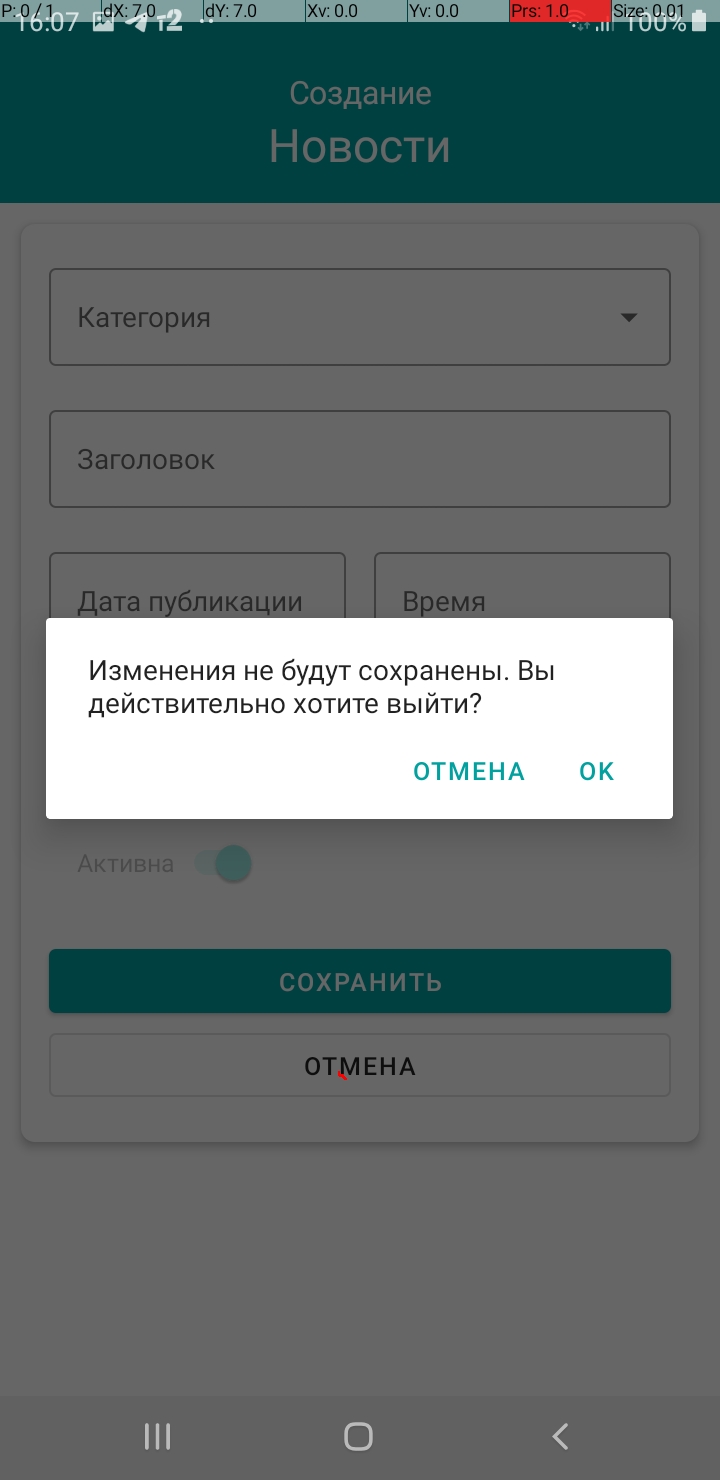 P: 0 / 1 dX: 7.0 dY: 7.0 Xv: 0.0 Yv: 0.0 Prs: 1.0 Size: 0.01
16:07 т2 100%
Создание
Новости
Категория
Заголовок
Дата публикации Время
Изменения не будут сохранены. Вы
действительно хотите выйти?
ОТМЕНА OK
Активна
СОХРАНИТЬ
ОТМЕНА